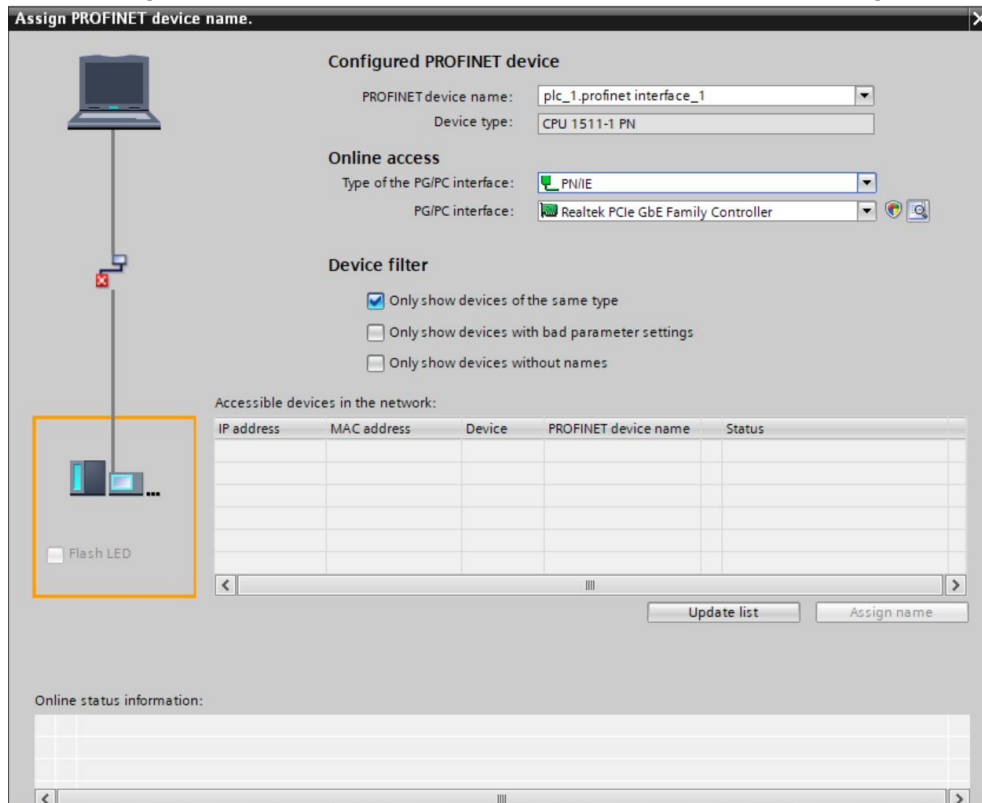 Assign PROFINET device name.
Configured PROFINET device
PROFINET device name: plc_1.profinet interface_1
Device type: CPU 1511-1 PN
Online access
Type of the PG/PC interface: PN/IE
PG/PC interface: Realtek PCIe GbE Family Controller
Device filter
Only show devices of the same type
Only show devices with bad parameter settings
Only show devices without names
Accessible devices in the network:
IP address MAC address Device PROFINET device name Status
Flash LED
Update list Assign name
Online status information: